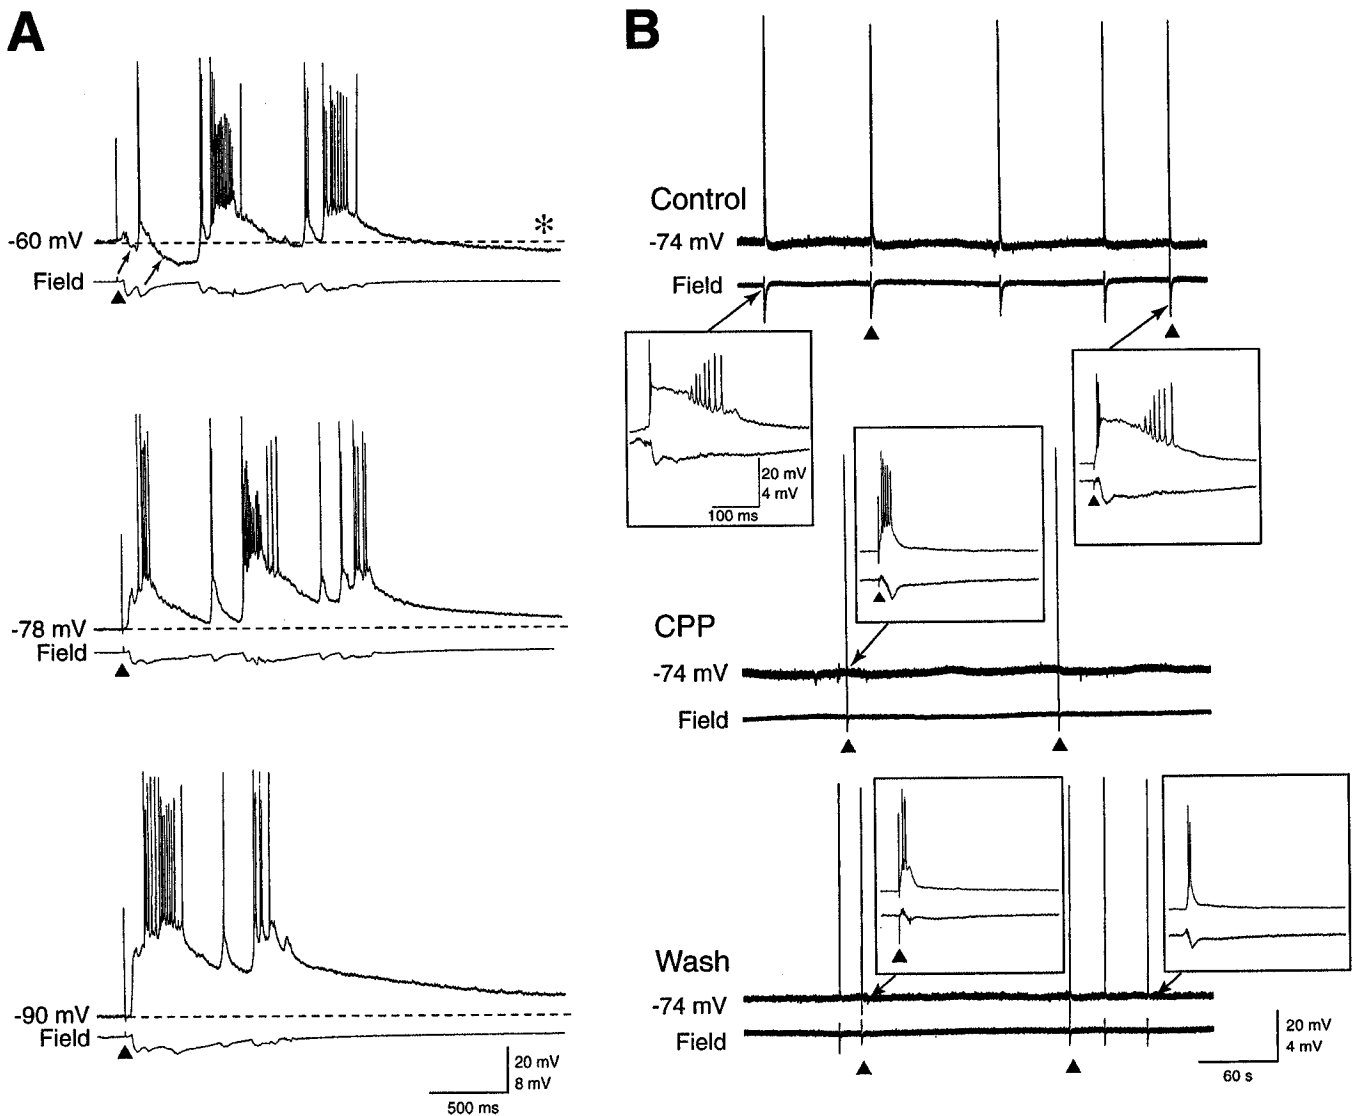 A
-60 mV
*
Field
-78 mV
Field
-90 mV
Field
20 mV
8 mV
500 ms
B
Control
-74 mV
Field
20 mV
4 mV
100 ms
CPP
-74 mV
Field
Wash
-74 mV
Field
20 mV
4 mV
60 s